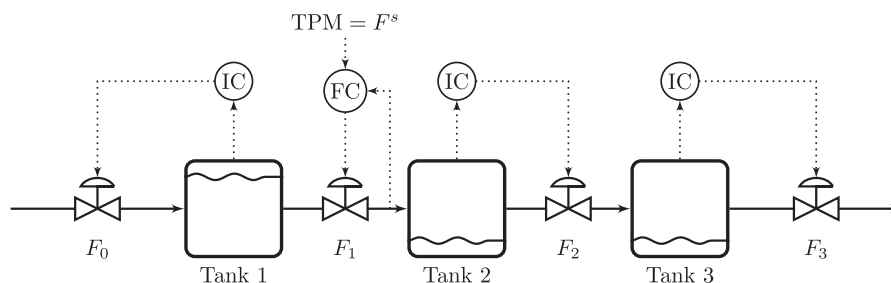 TPM = F^s
IC
FC
IC
IC
F_0
F_1
F_2
F_3
Tank 1
Tank 2
Tank 3